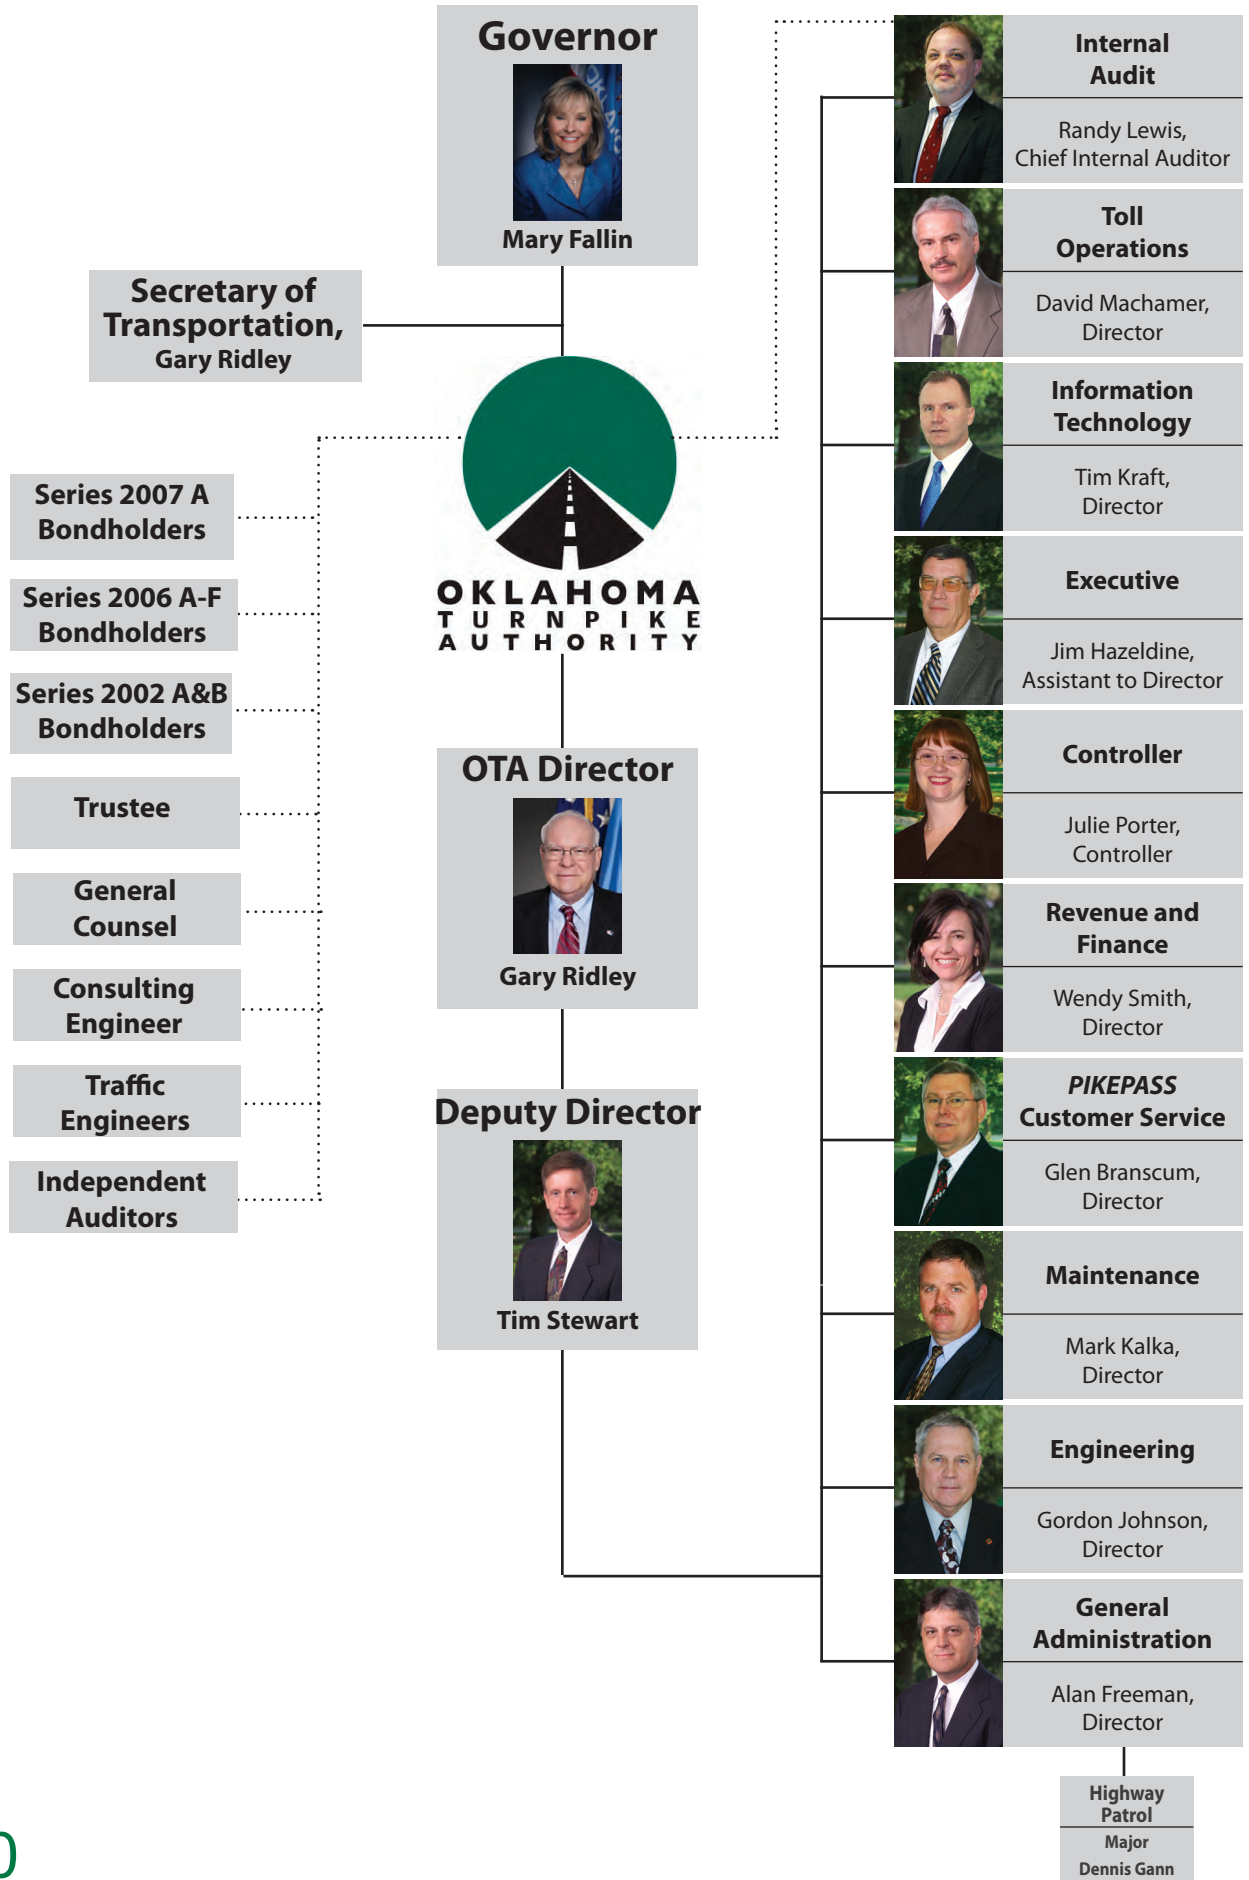 Governor
Mary Fallin
Secretary of
Transportation,
Gary Ridley
OKLAHOMA
TURNPIKE
AUTHORITY
Series 2007 A
Bondholders
Series 2006 A-F
Bondholders
Series 2002 A&B
Bondholders
Trustee
General
Counsel
Consulting
Engineer
Traffic
Engineers
Independent
Auditors
OTA Director
Gary Ridley
Deputy Director
Tim Stewart
Internal
Audit
Randy Lewis,
Chief Internal Auditor
Toll
Operations
David Machamer,
Director
Information
Technology
Tim Kraft,
Director
Executive
Jim Hazeldine,
Assistant to Director
Controller
Julie Porter,
Controller
Revenue and
Finance
Wendy Smith,
Director
PIKEPASS
Customer Service
Glen Branscum,
Director
Maintenance
Mark Kalka,
Director
Engineering
Gordon Johnson,
Director
General
Administration
Alan Freeman,
Director
Highway
Patrol
Major
Dennis Gann